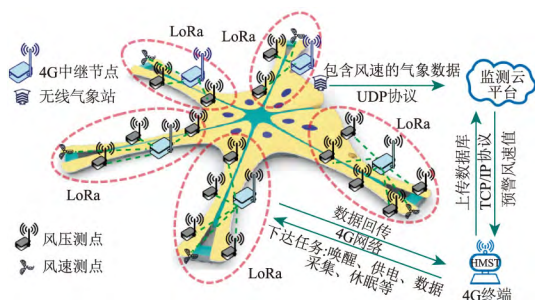 LoRa
LoRa
4G中继节点
无线气象站
包含风速的气象数据
UDP协议
监测云
平台
LoRa
LoRa
上传数据库
TCP/IP协议
预警风速值
风压测点
风速测点
LoRa
数据回传
4G网络
下达任务:唤醒、供电、数据
采集、休眠等
HMST
4G终端